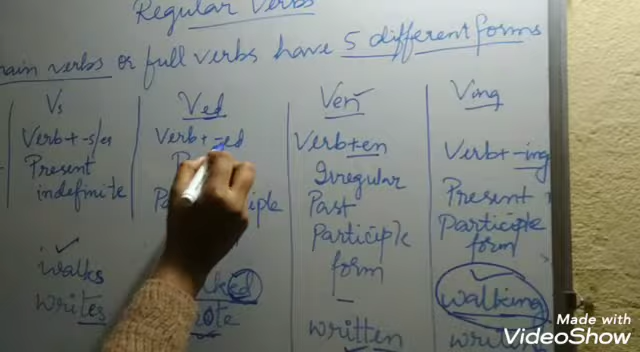 Regular Verbs
main verbs or full verbs have 5 different forms
Vs
Verb+ -s/es
Present
indefinite
walks
writes
Ved
Verb+ -ed
Ven
Verb+en
Irregular
Past
Participle
form
written
Ving
Verb+ -ing
Present
Participle
form
walking
Made with
VideoShow